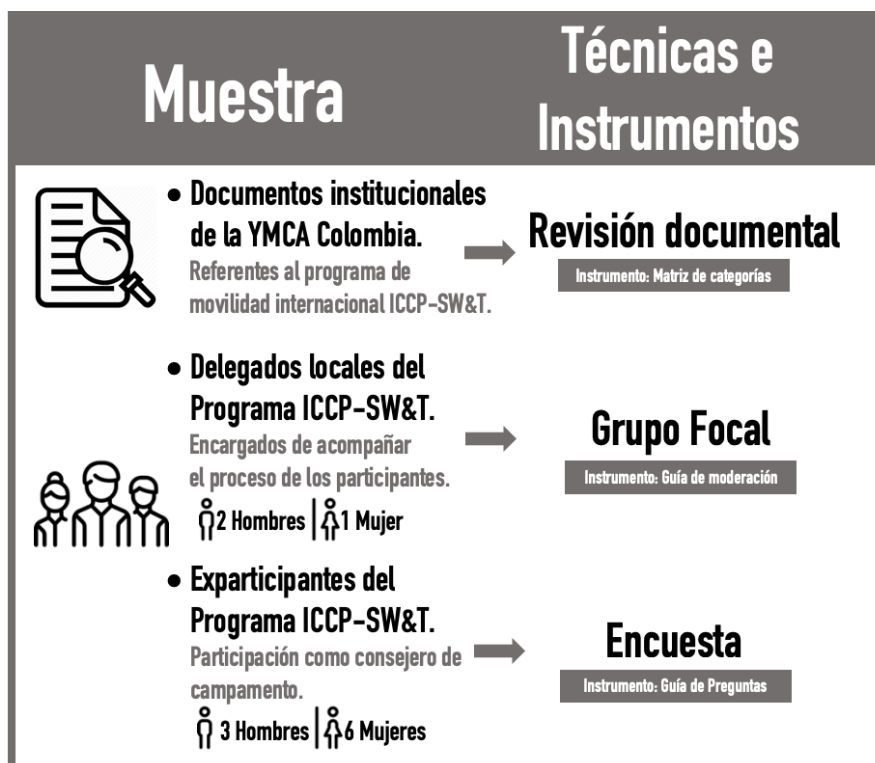 Muestra
Técnicas e
Instrumentos
• Documentos institucionales
de la YMCA Colombia.
Referentes al programa de
movilidad internacional ICCP-SW&T.
Revisión documental
Instrumento: Matriz de categorías
• Delegados locales del
Programa ICCP-SW&T.
Encargados de acompañar
el proceso de los participantes.
2 Hombres | 1 Mujer
Grupo Focal
Instrumento: Guía de moderación
• Exparticipantes del
Programa ICCP-SW&T.
Participación como consejero de
campamento.
3 Hombres | 6 Mujeres
Encuesta
Instrumento: Guía de Preguntas